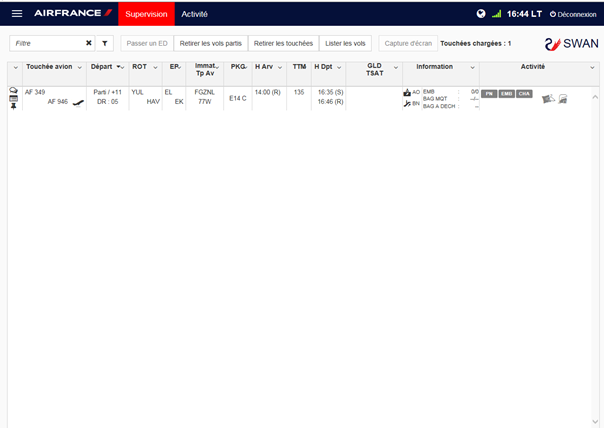 AIRFRANCE Supervision Activité 16:44 LT Déconnexion
Filtre Passer un ED Retirer les vols partis Retirer les touchées Lister les vols Capture d'écran Touchées chargées : 1 SWAN
Touchée avion Départ ROT EP. Immat. Tp Av PKG H Arv TTM H Dpt GLD TSAT Information Activité
AF 349 Parti / +11 YUL EL FGZNL E14 C 14:00 (R) 135 16:35 (S) AO EMB : 0/0 PN EMB CHA
AF 946 DR : 05 HAV EK 77W 16:46 (R) BN BAG MQT : --/--
BAG A DECH : --